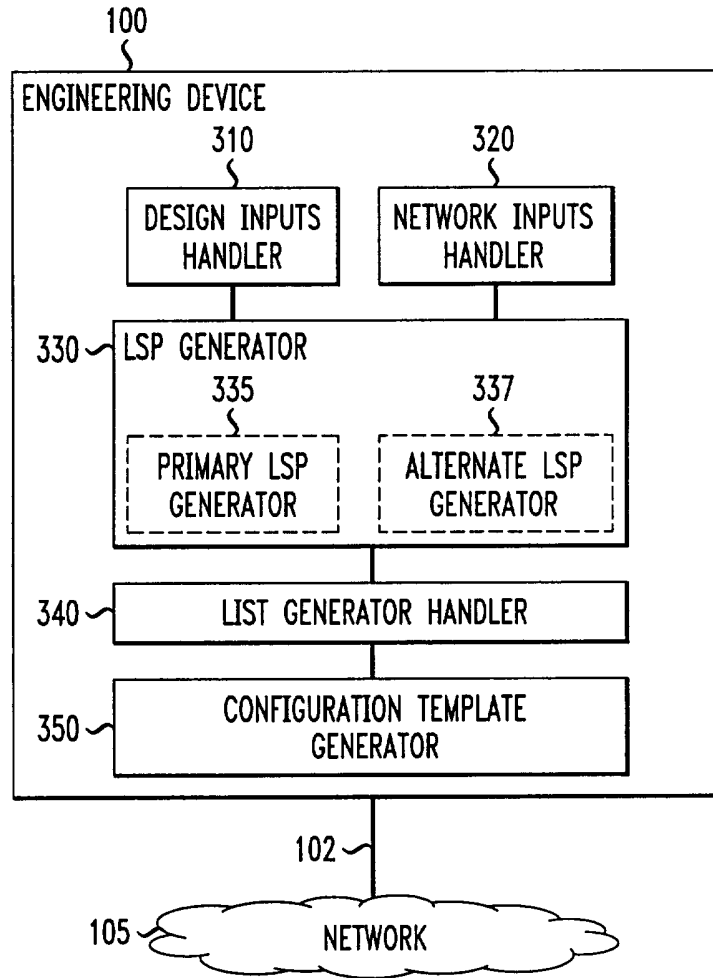 100
ENGINEERING DEVICE
310
320
DESIGN INPUTS
HANDLER
NETWORK INPUTS
HANDLER
330
LSP GENERATOR
335
337
PRIMARY LSP
GENERATOR
ALTERNATE LSP
GENERATOR
340
LIST GENERATOR HANDLER
350
CONFIGURATION TEMPLATE
GENERATOR
102
105
NETWORK